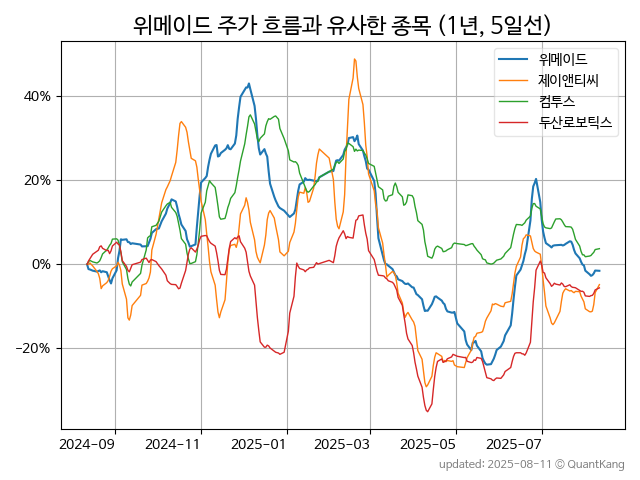 위메이드 주가 흐름과 유사한 종목 (1년, 5일선)
위메이드
제이앤티씨
컴투스
두산로보틱스
40%
20%
0%
−20%
2024-09
2024-11
2025-01
2025-03
2025-05
2025-07
updated: 2025-08-11 © QuantKang